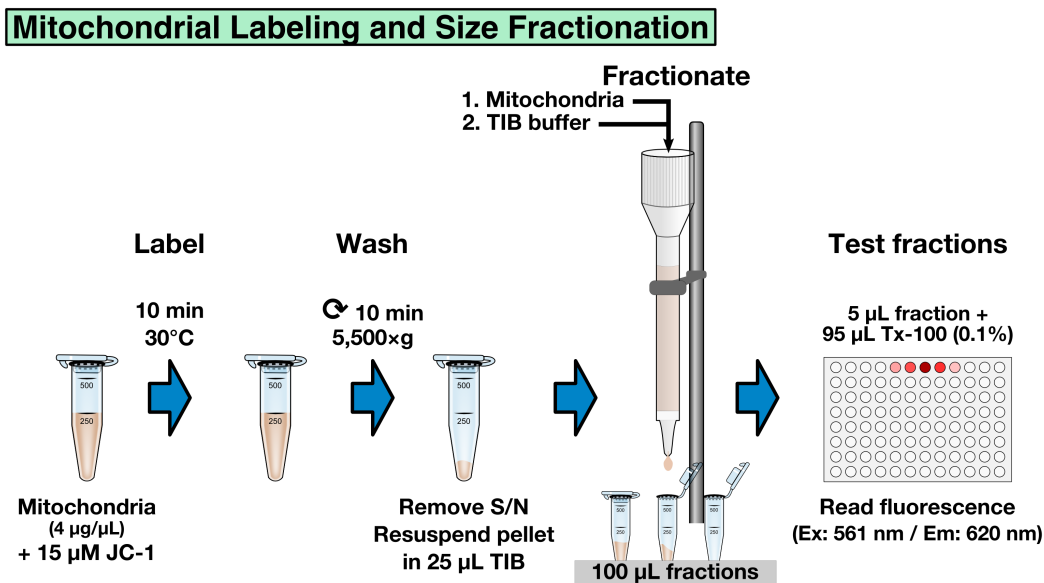 Mitochondrial Labeling and Size Fractionation
Fractionate
1. Mitochondria
2. TIB buffer
Label
Wash
Test fractions
10 min
30°C
⟳ 10 min
5,500×g
5 µL fraction +
95 µL Tx-100 (0.1%)
500
250
500
250
500
250
Mitochondria
(4 µg/µL)
+ 15 µM JC-1
Remove S/N
Resuspend pellet
in 25 µL TIB
500
250
500
250
500
250
100 µL fractions
Read fluorescence
(Ex: 561 nm / Em: 620 nm)